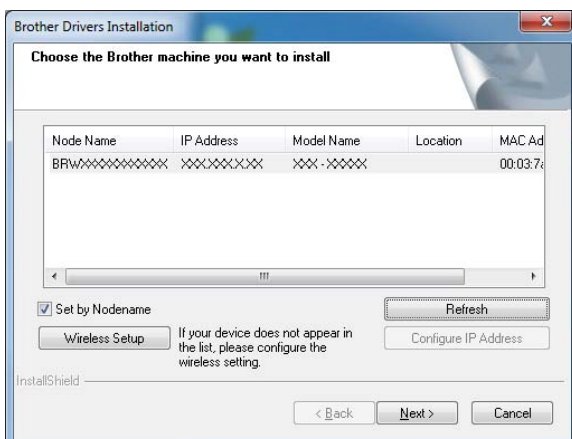 Brother Drivers Installation
Choose the Brother machine you want to install
Node Name IP Address Model Name Location MAC Ad
BRWXXXXXXXXXXXX XXX.XXX.X.XX XXX - XXXXX 00:03:7a
Set by Nodename Refresh
Wireless Setup If your device does not appear in the list, please configure the wireless setting. Configure IP Address
InstallShield
< Back Next > Cancel